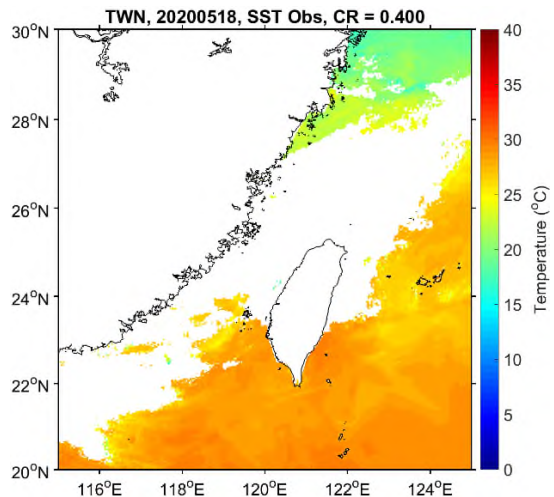 TWN, 20200518, SST Obs, CR = 0.400
30°N
28°N
26°N
24°N
22°N
20°N
116°E
118°E
120°E
122°E
124°E
40
35
30
25
20
15
10
5
0
Temperature (°C)